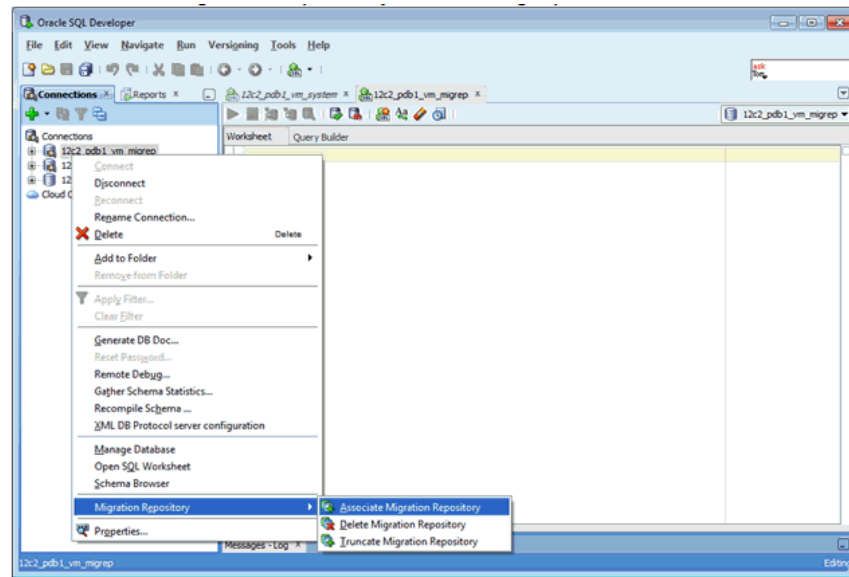 Oracle SQL Developer
File Edit View Navigate Run Versioning Tools Help
Connections x Reports x 12c2_pdb1_vm_system x 12c2_pdb1_vm_migrep x
12c2_pdb1_vm_migrep
Worksheet Query Builder
Connections
12c2_pdb1_vm_migrep
12
12
Cloud C
Connect
Disconnect
Reconnect
Rename Connection...
Delete Delete
Add to Folder
Remove from Folder
Apply Filter...
Clear Filter
Generate DB Doc...
Reset Password...
Remote Debug...
Gather Schema Statistics...
Recompile Schema ...
XML DB Protocol server configuration
Manage Database
Open SQL Worksheet
Schema Browser
Migration Repository Associate Migration Repository
Delete Migration Repository
Truncate Migration Repository
Properties...
Messages - Log x
12c2_pdb1_vm_migrep Editing